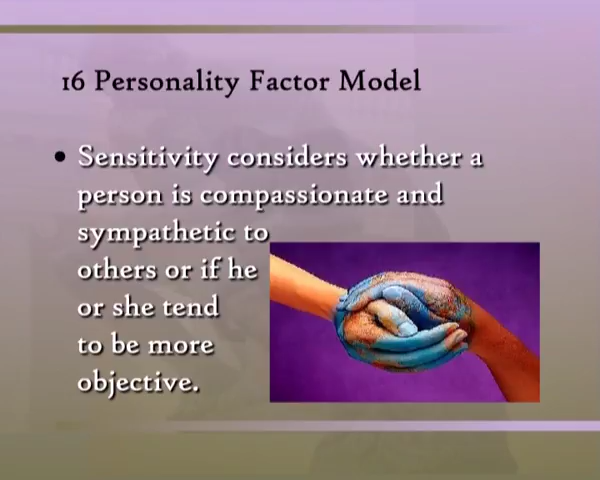 16 Personality Factor Model
• Sensitivity considers whether a
person is compassionate and
sympathetic to
others or if he
or she tend
to be more
objective.